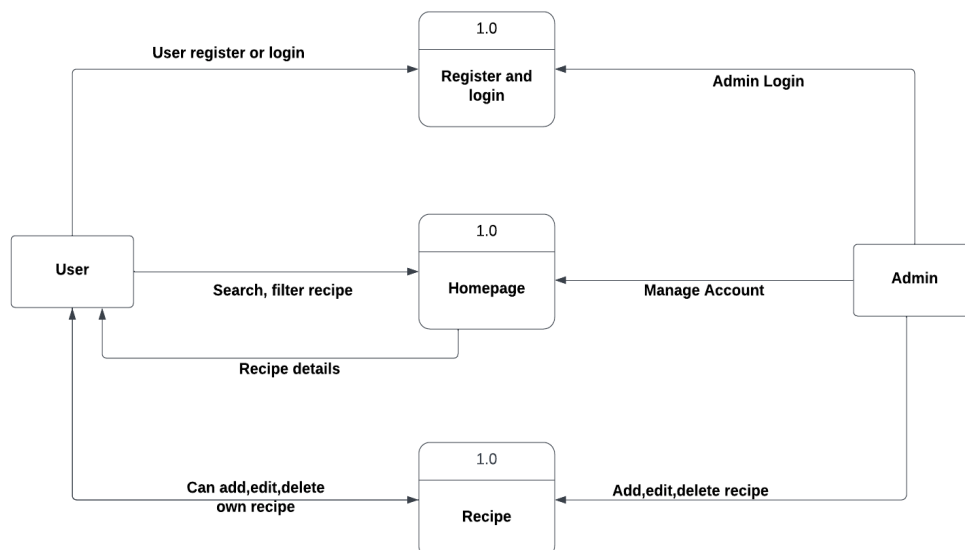 1.0
User register or login
Register and
login
Admin Login
1.0
User
Search, filter recipe
Homepage
Manage Account
Admin
Recipe details
1.0
Can add,edit,delete
own recipe
Add,edit,delete recipe
Recipe